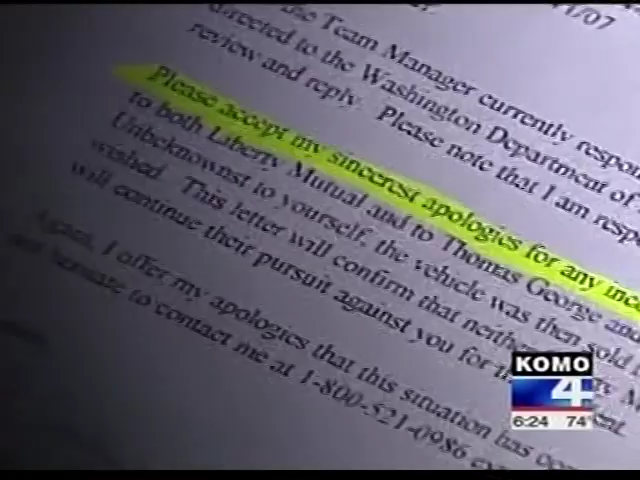 1/07
the Team Manager currently respon
directed to the Washington Department of
review and reply. Please note that I am resp
Please accept my sincerest apologies for any inco
to both Liberty Mutual and to Thomas George and
Unbeknownst to yourself, the vehicle was then sold
wished. This letter will confirm that neithe
will continue their pursuit against you for
Again, I offer my apologies that this situation has
hesitate to contact me at 1-800-521-0986
KOMO
4
6:24 74°